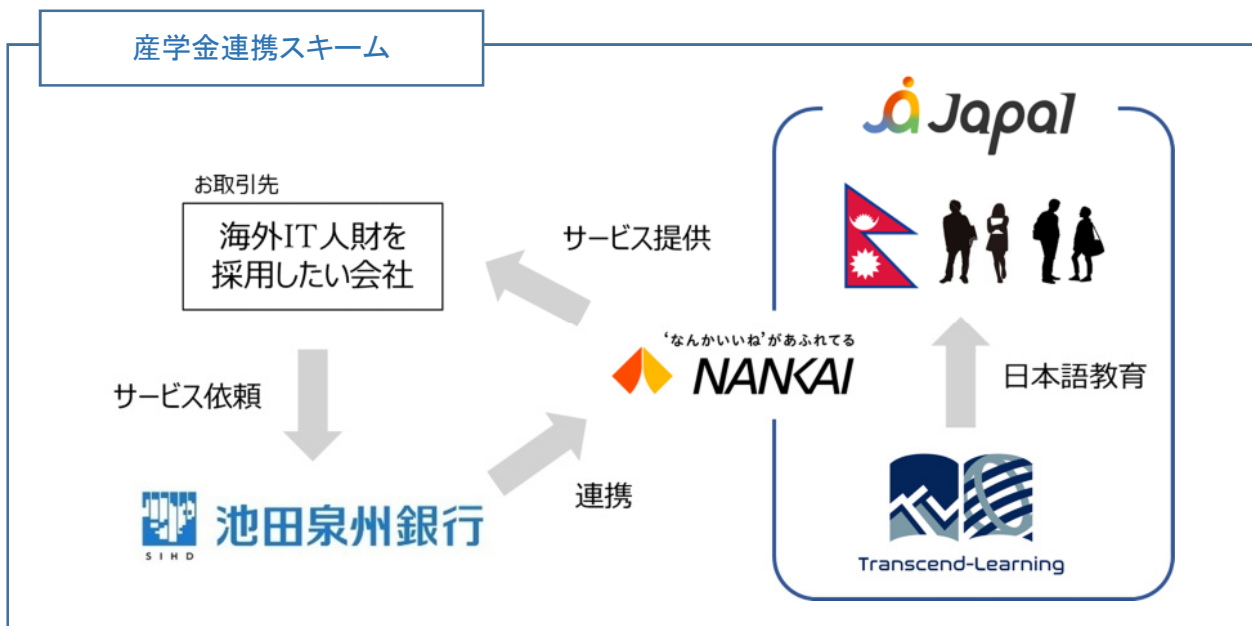 産学金連携スキーム
Japal
お取引先
海外IT人財を
採用したい会社
サービス提供
‘なんかいいね’があふれてる
NANKAI
サービス依頼
日本語教育
連携
池田泉州銀行
SIHD
Transcend-Learning